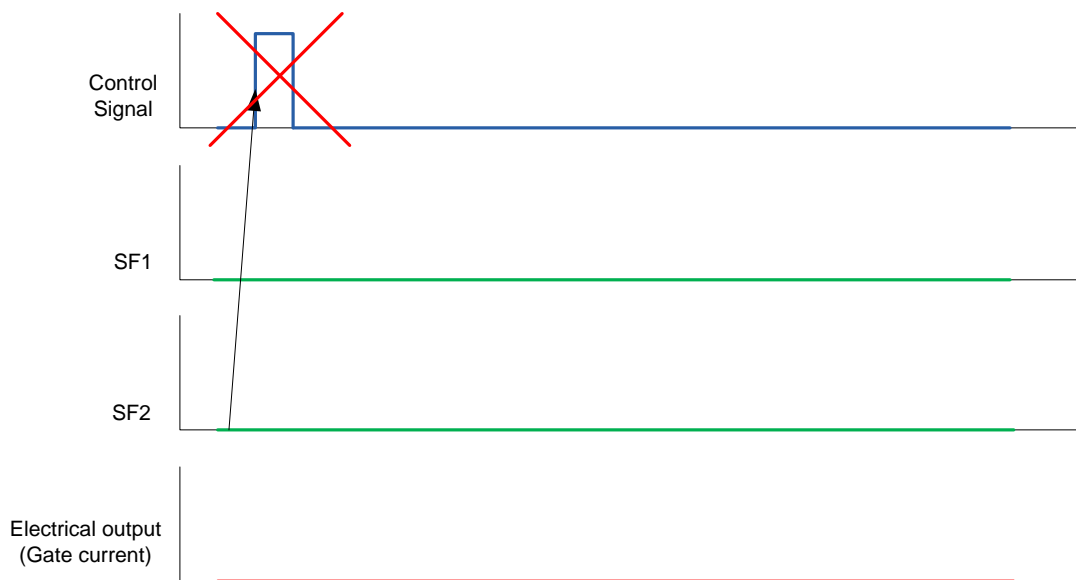 Control
Signal
SF1
SF2
Electrical output
(Gate current)